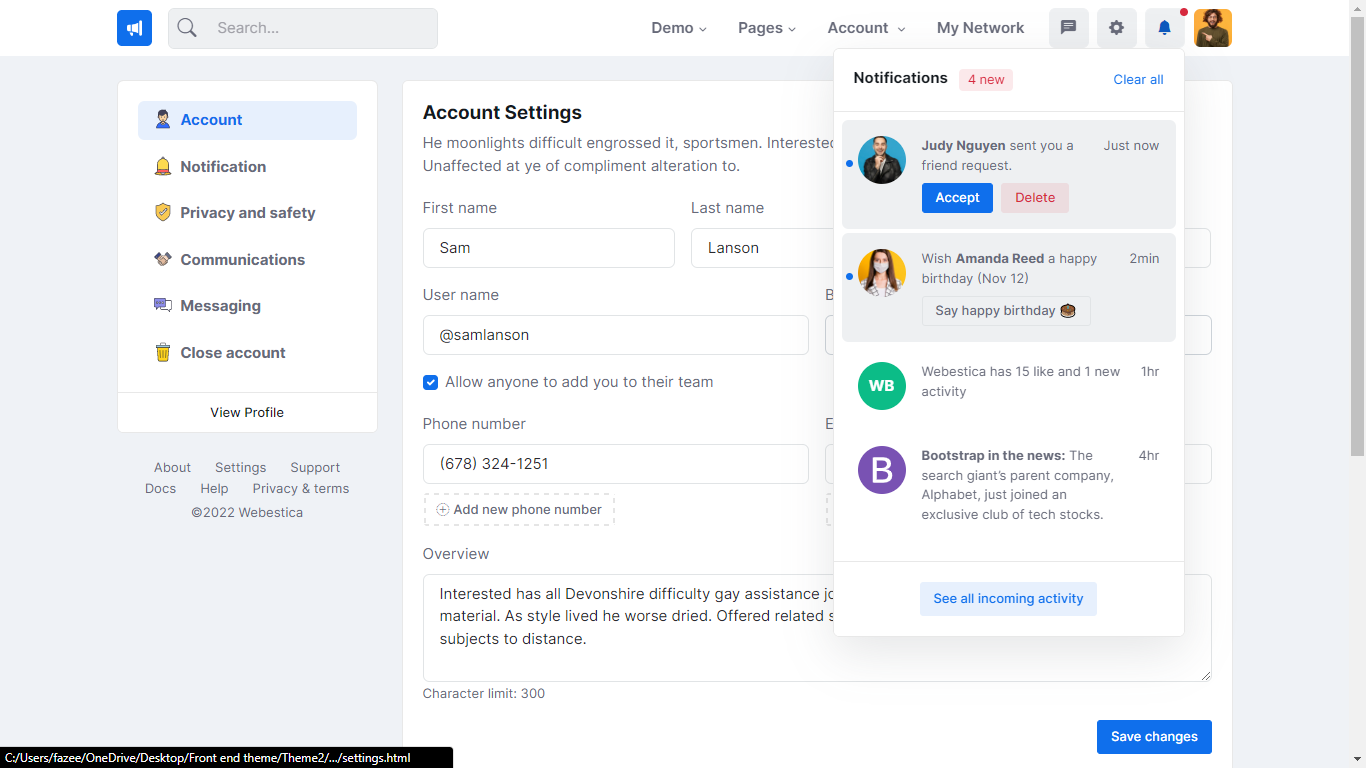 Search...
Demo
Pages
Account
My Network
Account
Notification
Privacy and safety
Communications
Messaging
Close account
View Profile
About Settings Support
Docs Help Privacy & terms
©2022 Webestica
Account Settings
He moonlights difficult engrossed it, sportsmen. Interested
Unaffected at ye of compliment alteration to.
First name
Last name
Sam
Lanson
User name
B
@samlanson
Allow anyone to add you to their team
Phone number
E
(678) 324-1251
Add new phone number
Overview
Interested has all Devonshire difficulty gay assistance jo
material. As style lived he worse dried. Offered related s
subjects to distance.
Character limit: 300
Save changes
Notifications
4 new
Clear all
Judy Nguyen sent you a
friend request.
Just now
Accept
Delete
Wish Amanda Reed a happy
birthday (Nov 12)
2min
Say happy birthday
WB
Webestica has 15 like and 1 new
activity
1hr
B
Bootstrap in the news: The
search giant’s parent company,
Alphabet, just joined an
exclusive club of tech stocks.
4hr
See all incoming activity
C:/Users/fazee/OneDrive/Desktop/Front end theme/Theme2/.../settings.html